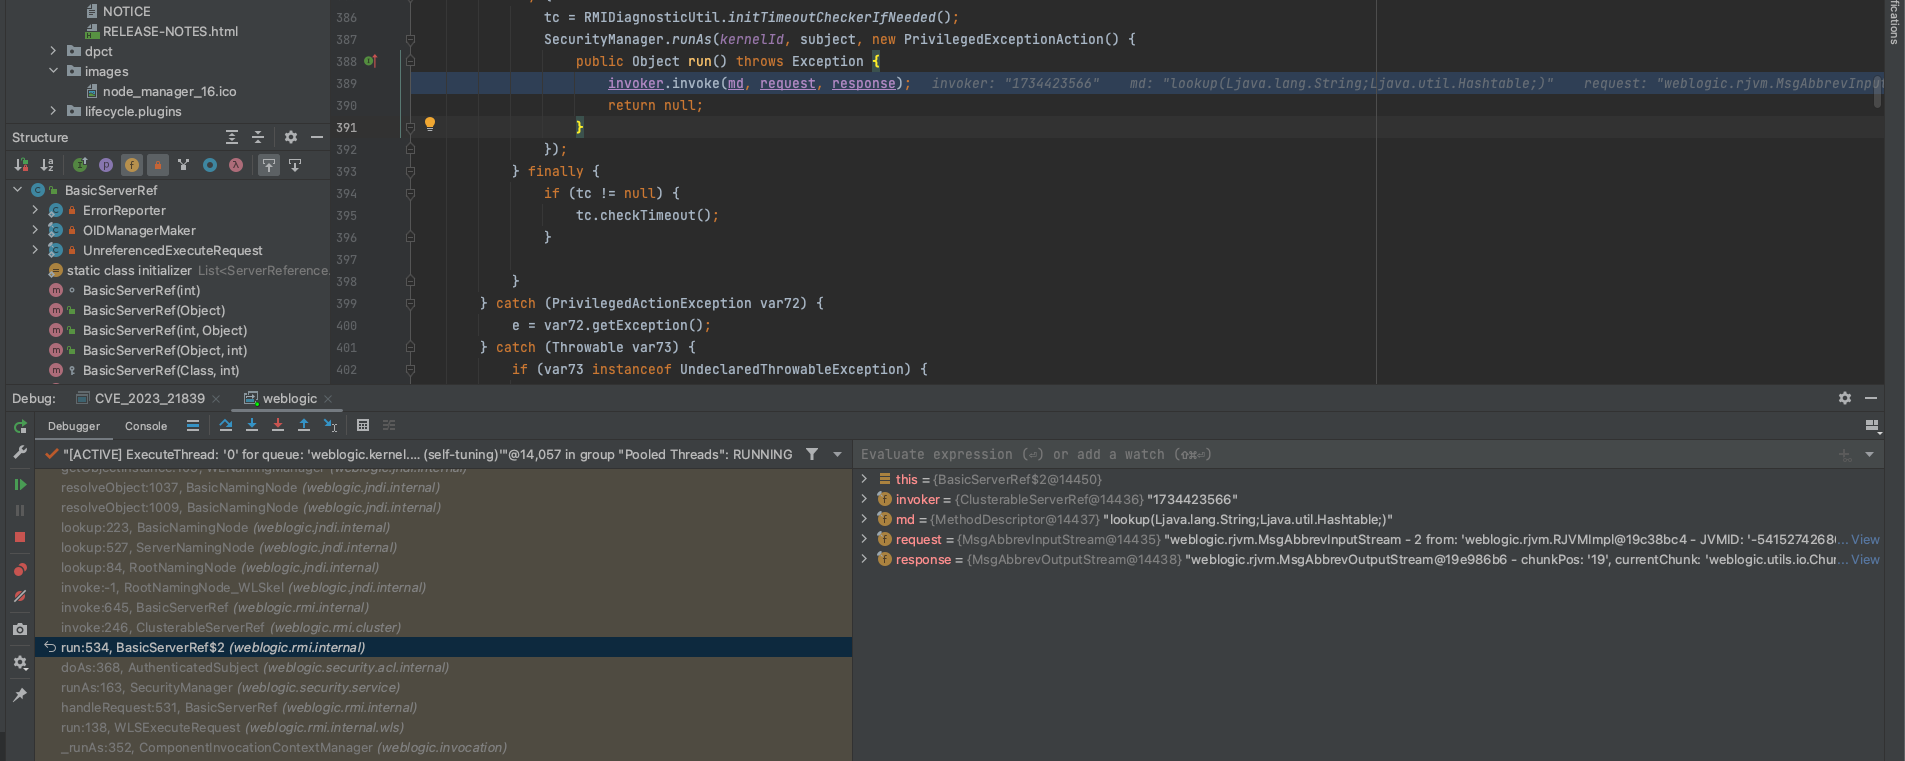 NOTICE
RELEASE-NOTES.html
dpct
images
node_manager_16.ico
lifecycle.plugins
Structure
BasicServerRef
ErrorReporter
OIDManagerMaker
UnreferencedExecuteRequest
static class initializer List<ServerReference.
BasicServerRef(int)
BasicServerRef(Object)
BasicServerRef(int, Object)
BasicServerRef(Object, int)
BasicServerRef(Class, int)
386 tc = RMIDiagnosticUtil.initTimeoutCheckerIfNeeded();
387 SecurityManager.runAs(kernelId, subject, new PrivilegedExceptionAction() {
388 public Object run() throws Exception {
389 invoker.invoke(md, request, response); invoker: "1734423566" md: "lookup(Ljava.lang.String;Ljava.util.Hashtable;)" request: "weblogic.rjvm.MsgAbbrevInput
390 return null;
391 }
392 });
393 } finally {
394 if (tc != null) {
395 tc.checkTimeout();
396 }
397
398 }
399 } catch (PrivilegedActionException var72) {
400 e = var72.getException();
401 } catch (Throwable var73) {
402 if (var73 instanceof UndeclaredThrowableException) {
ifications
Debug: CVE_2023_21839 weblogic
Debugger Console
"[ACTIVE] ExecuteThread: '0' for queue: 'weblogic.kernel.... (self-tuning)'"@14,057 in group "Pooled Threads": RUNNING
resolveObject:1037, BasicNamingNode (weblogic.jndi.internal)
resolveObject:1009, BasicNamingNode (weblogic.jndi.internal)
lookup:223, BasicNamingNode (weblogic.jndi.internal)
lookup:527, ServerNamingNode (weblogic.jndi.internal)
lookup:84, RootNamingNode (weblogic.jndi.internal)
invoke:-1, RootNamingNode_WLSkel (weblogic.jndi.internal)
invoke:645, BasicServerRef (weblogic.rmi.internal)
invoke:246, ClusterableServerRef (weblogic.rmi.cluster)
run:534, BasicServerRef$2 (weblogic.rmi.internal)
doAs:368, AuthenticatedSubject (weblogic.security.acl.internal)
runAs:163, SecurityManager (weblogic.security.service)
handleRequest:531, BasicServerRef (weblogic.rmi.internal)
run:138, WLSExecuteRequest (weblogic.rmi.internal.wls)
_runAs:352, ComponentInvocationContextManager (weblogic.invocation)
Evaluate expression (⏎) or add a watch (⇧⌘⏎)
this = {BasicServerRef$2@14450}
invoker = {ClusterableServerRef@14436} "1734423566"
md = {MethodDescriptor@14437} "lookup(Ljava.lang.String;Ljava.util.Hashtable;)"
request = {MsgAbbrevInputStream@14435} "weblogic.rjvm.MsgAbbrevInputStream - 2 from: 'weblogic.rjvm.RJVMImpl@19c38bc4 - JVMID: '-5415274268(... View
response = {MsgAbbrevOutputStream@14438} "weblogic.rjvm.MsgAbbrevOutputStream@19e986b6 - chunkPos: '19', currentChunk: 'weblogic.utils.io.Chur... View